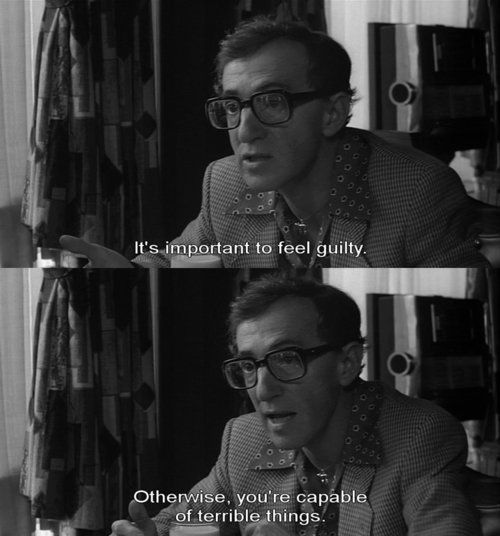 It's important to feel guilty.
Otherwise, you're capable
of terrible things.